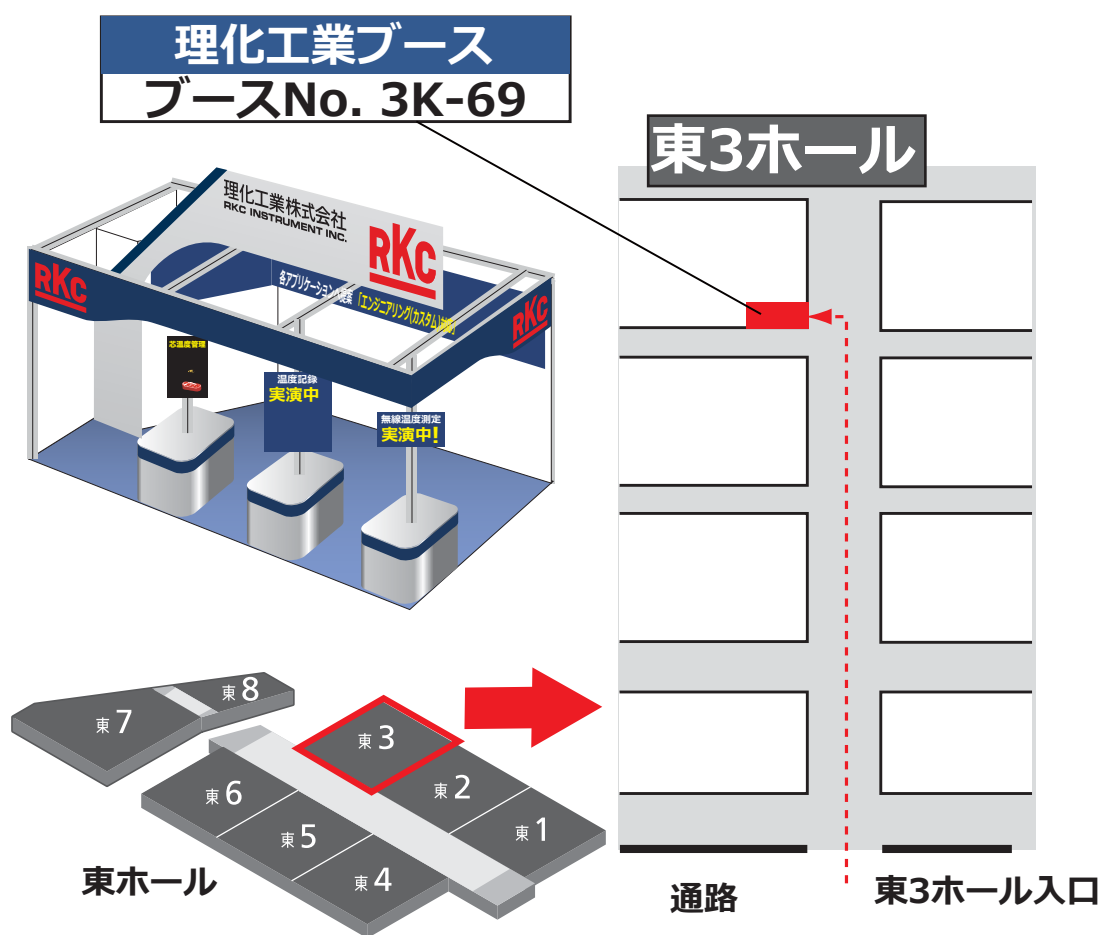 理化工業ブース
ブースNo. 3K-69
東3ホール
理化工業株式会社
RKC INSTRUMENT INC.
RKC
RKC
RKC
各アプリケーション
「エンジニアリング(カスタム)
芯温度管理
温度記録
実演中
無線温度測定
実演中!
東7
東8
東3
東2
東1
東6
東5
東4
東ホール
通路
東3ホール入口